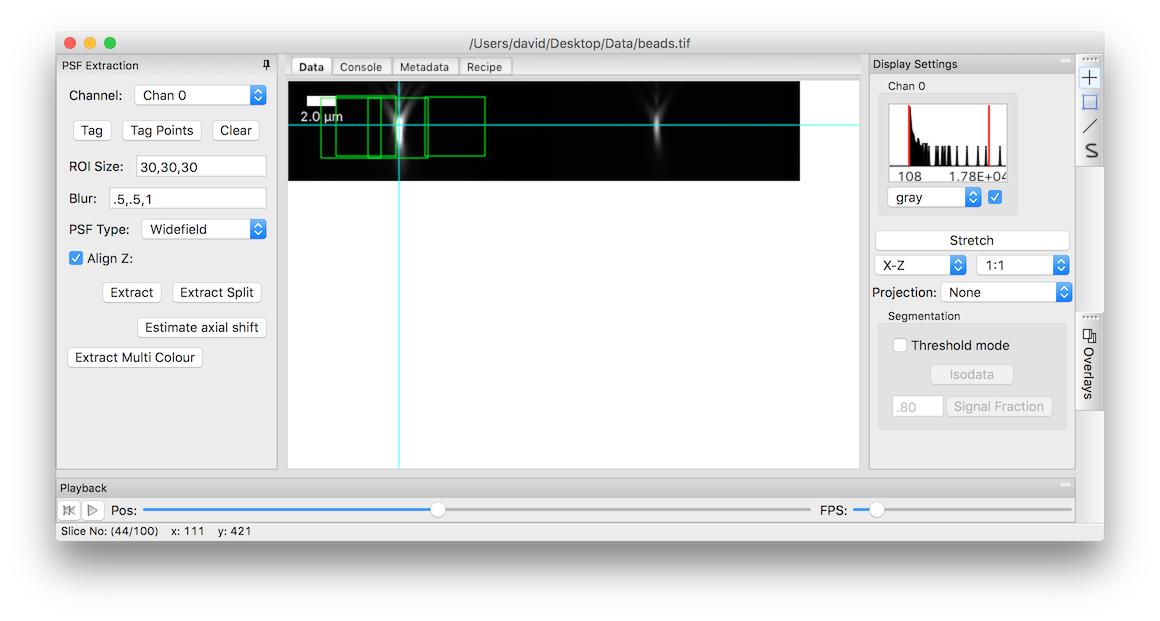 /Users/david/Desktop/Data/beads.tif
PSF Extraction
Channel: Chan 0
Tag Tag Points Clear
ROI Size: 30,30,30
Blur: .5,.5,1
PSF Type: Widefield
Align Z:
Extract Extract Split
Estimate axial shift
Extract Multi Colour
Data Console Metadata Recipe
2.0 µm
Display Settings
Chan 0
108 1.78E+04
gray
Stretch
X-Z 1:1
Projection: None
Segmentation
Threshold mode
Isodata
.80 Signal Fraction
S
Overlays
Playback
Pos: FPS:
Slice No: (44/100) x: 111 y: 421